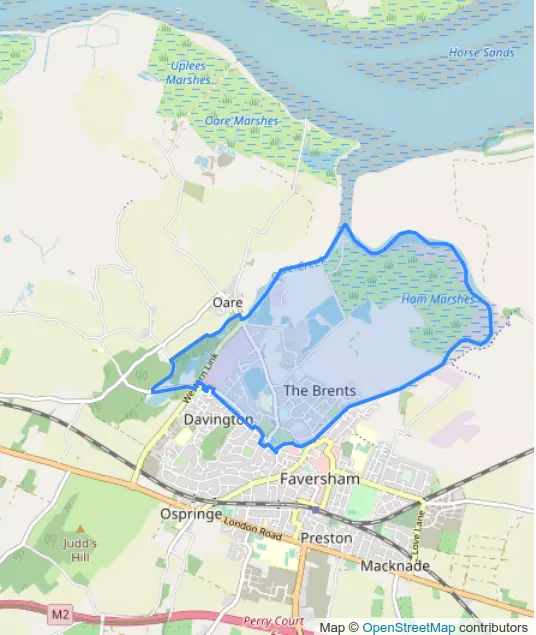 Horse Sands
Uplees
Marshes
Oare Marshes
Oare Creek
Ham Marshes
Oare
Western Link
The Brents
Davington
Faversham
Ospringe
London Road
Preston
Love Lane
Judd's
Hill
Macknade
M2
Perry Court
Map © OpenStreetMap contributors